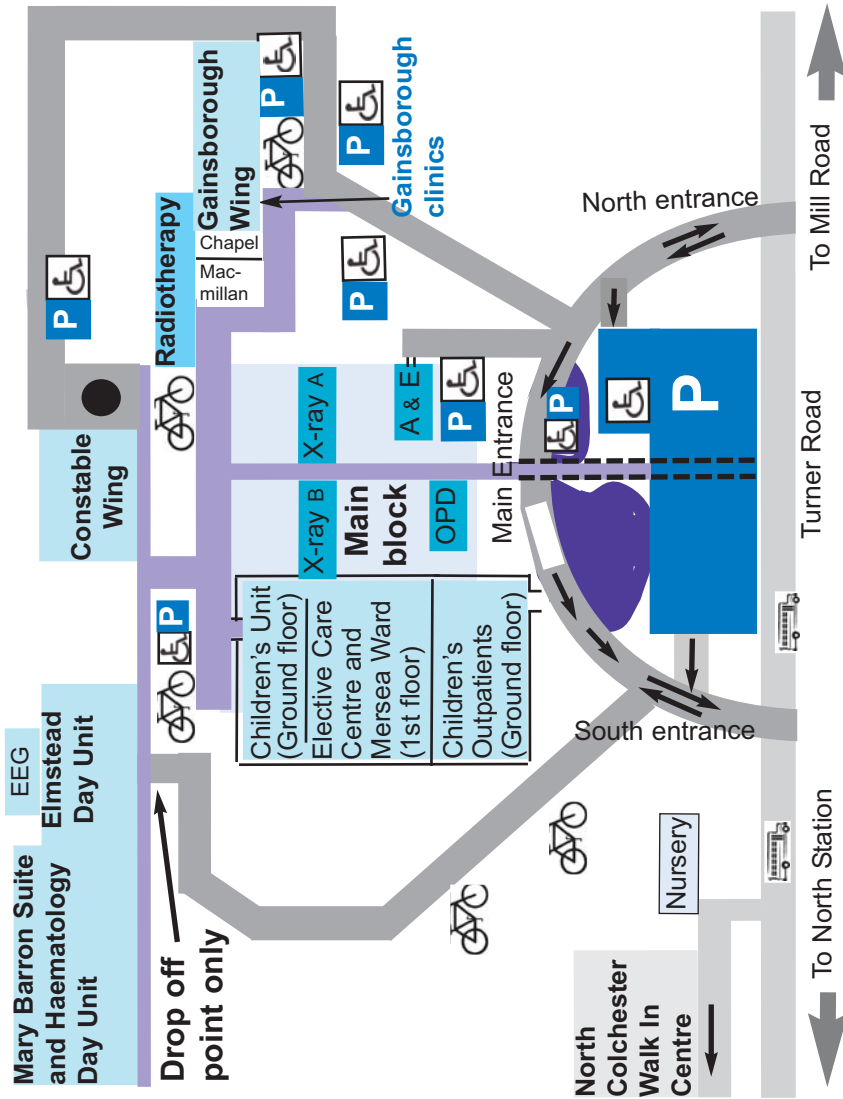 Mary Barron Suite
and Haematology
Day Unit
EEG
Elmstead
Day Unit
Constable
Wing
P
P
Drop off
point only
Radiotherapy
Chapel
Mac-
millan
Gainsborough
Wing
P
P
Gainsborough
clinics
P
Children's Unit
(Ground floor)
Elective Care
Centre and
Mersea Ward
(1st floor)
Children's
Outpatients
(Ground floor)
X-ray B
X-ray A
Main
block
OPD
A & E
P
Main Entrance
P
P
North entrance
South entrance
Nursery
North
Colchester
Walk In
Centre
To North Station
Turner Road
To Mill Road